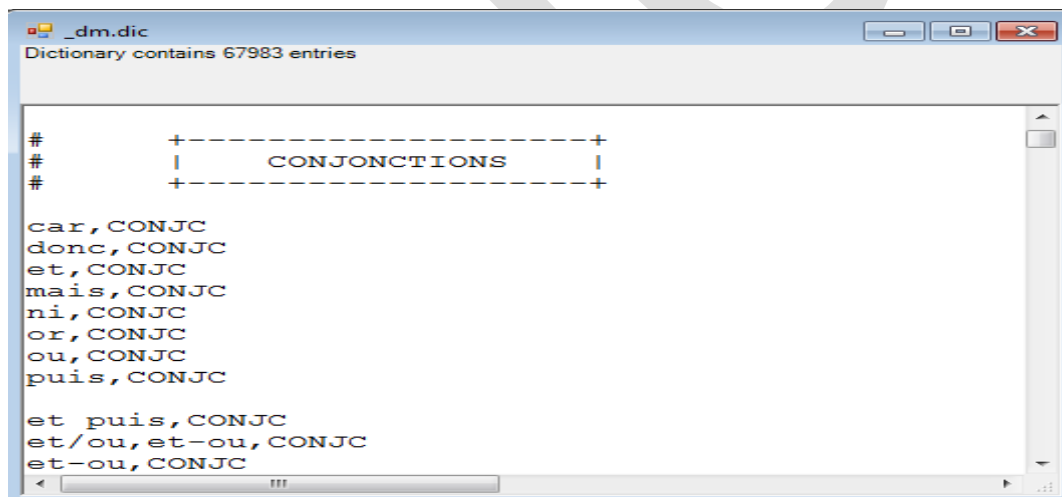 _dm.dic
Dictionary contains 67983 entries
# +---------------------+
# | CONJONCTIONS |
# +---------------------+
car,CONJC
donc,CONJC
et,CONJC
mais,CONJC
ni,CONJC
or,CONJC
ou,CONJC
puis,CONJC
et puis,CONJC
et/ou,et-ou,CONJC
et-ou,CONJC